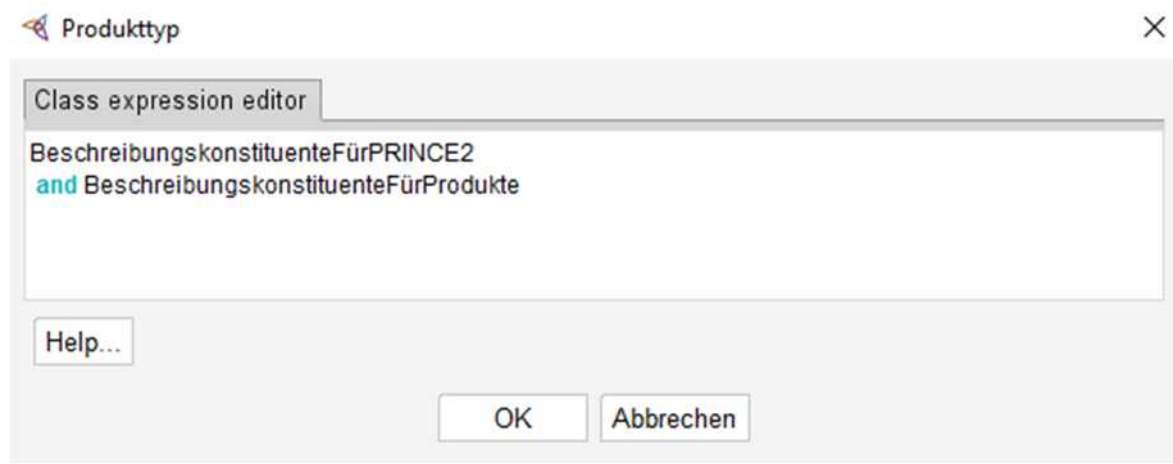 Produkttyp
Class expression editor
BeschreibungskonstituenteFürPRINCE2
and BeschreibungskonstituenteFürProdukte
Help...
OK Abbrechen